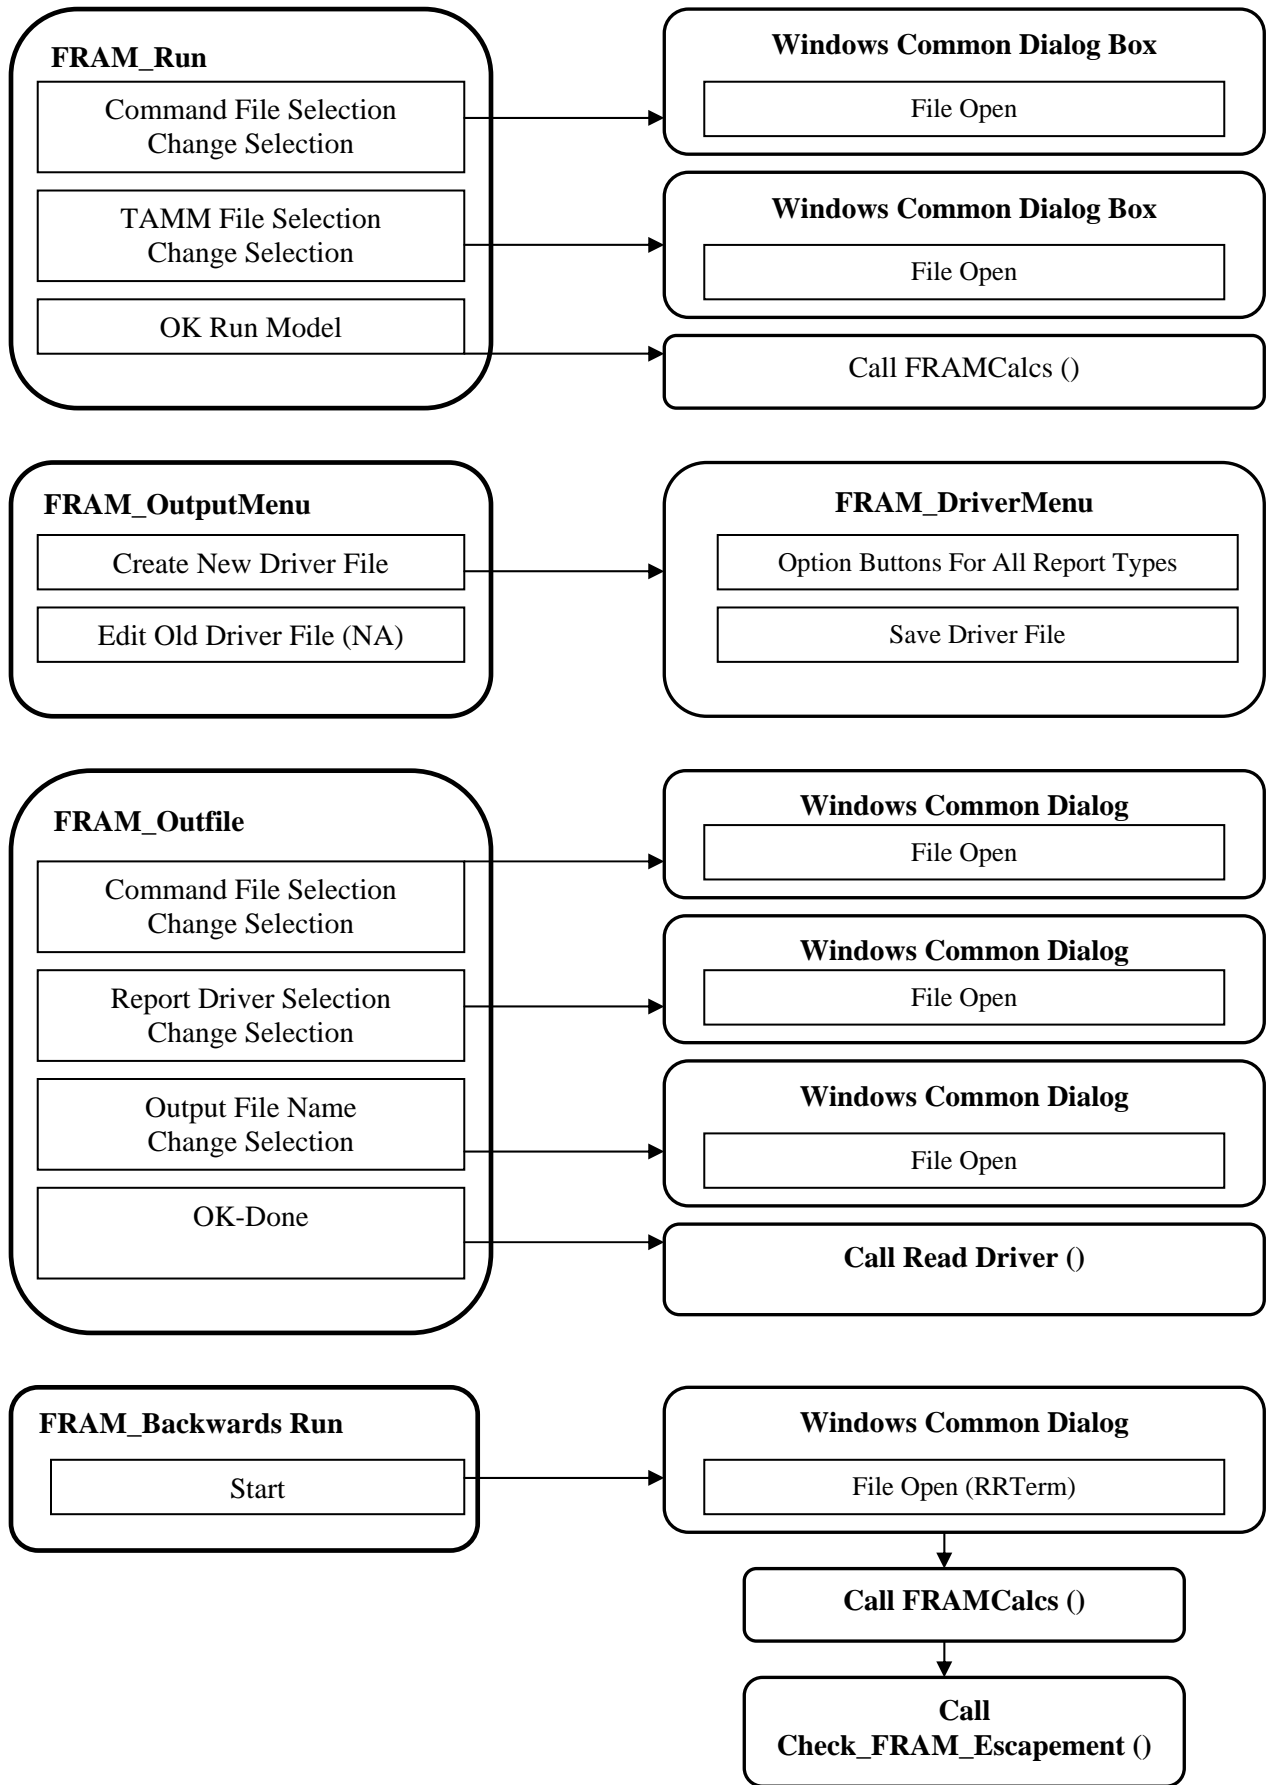 FRAM_Run
Command File Selection
Change Selection
TAMM File Selection
Change Selection
OK Run Model
Windows Common Dialog Box
File Open
Windows Common Dialog Box
File Open
Call FRAMCalcs ()
FRAM_OutputMenu
Create New Driver File
Edit Old Driver File (NA)
FRAM_DriverMenu
Option Buttons For All Report Types
Save Driver File
FRAM_Outfile
Command File Selection
Change Selection
Report Driver Selection
Change Selection
Output File Name
Change Selection
OK-Done
Windows Common Dialog
File Open
Windows Common Dialog
File Open
Windows Common Dialog
File Open
Call Read Driver ()
FRAM_Backwards Run
Start
Windows Common Dialog
File Open (RRTerm)
Call FRAMCalcs ()
Call
Check_FRAM_Escapement ()